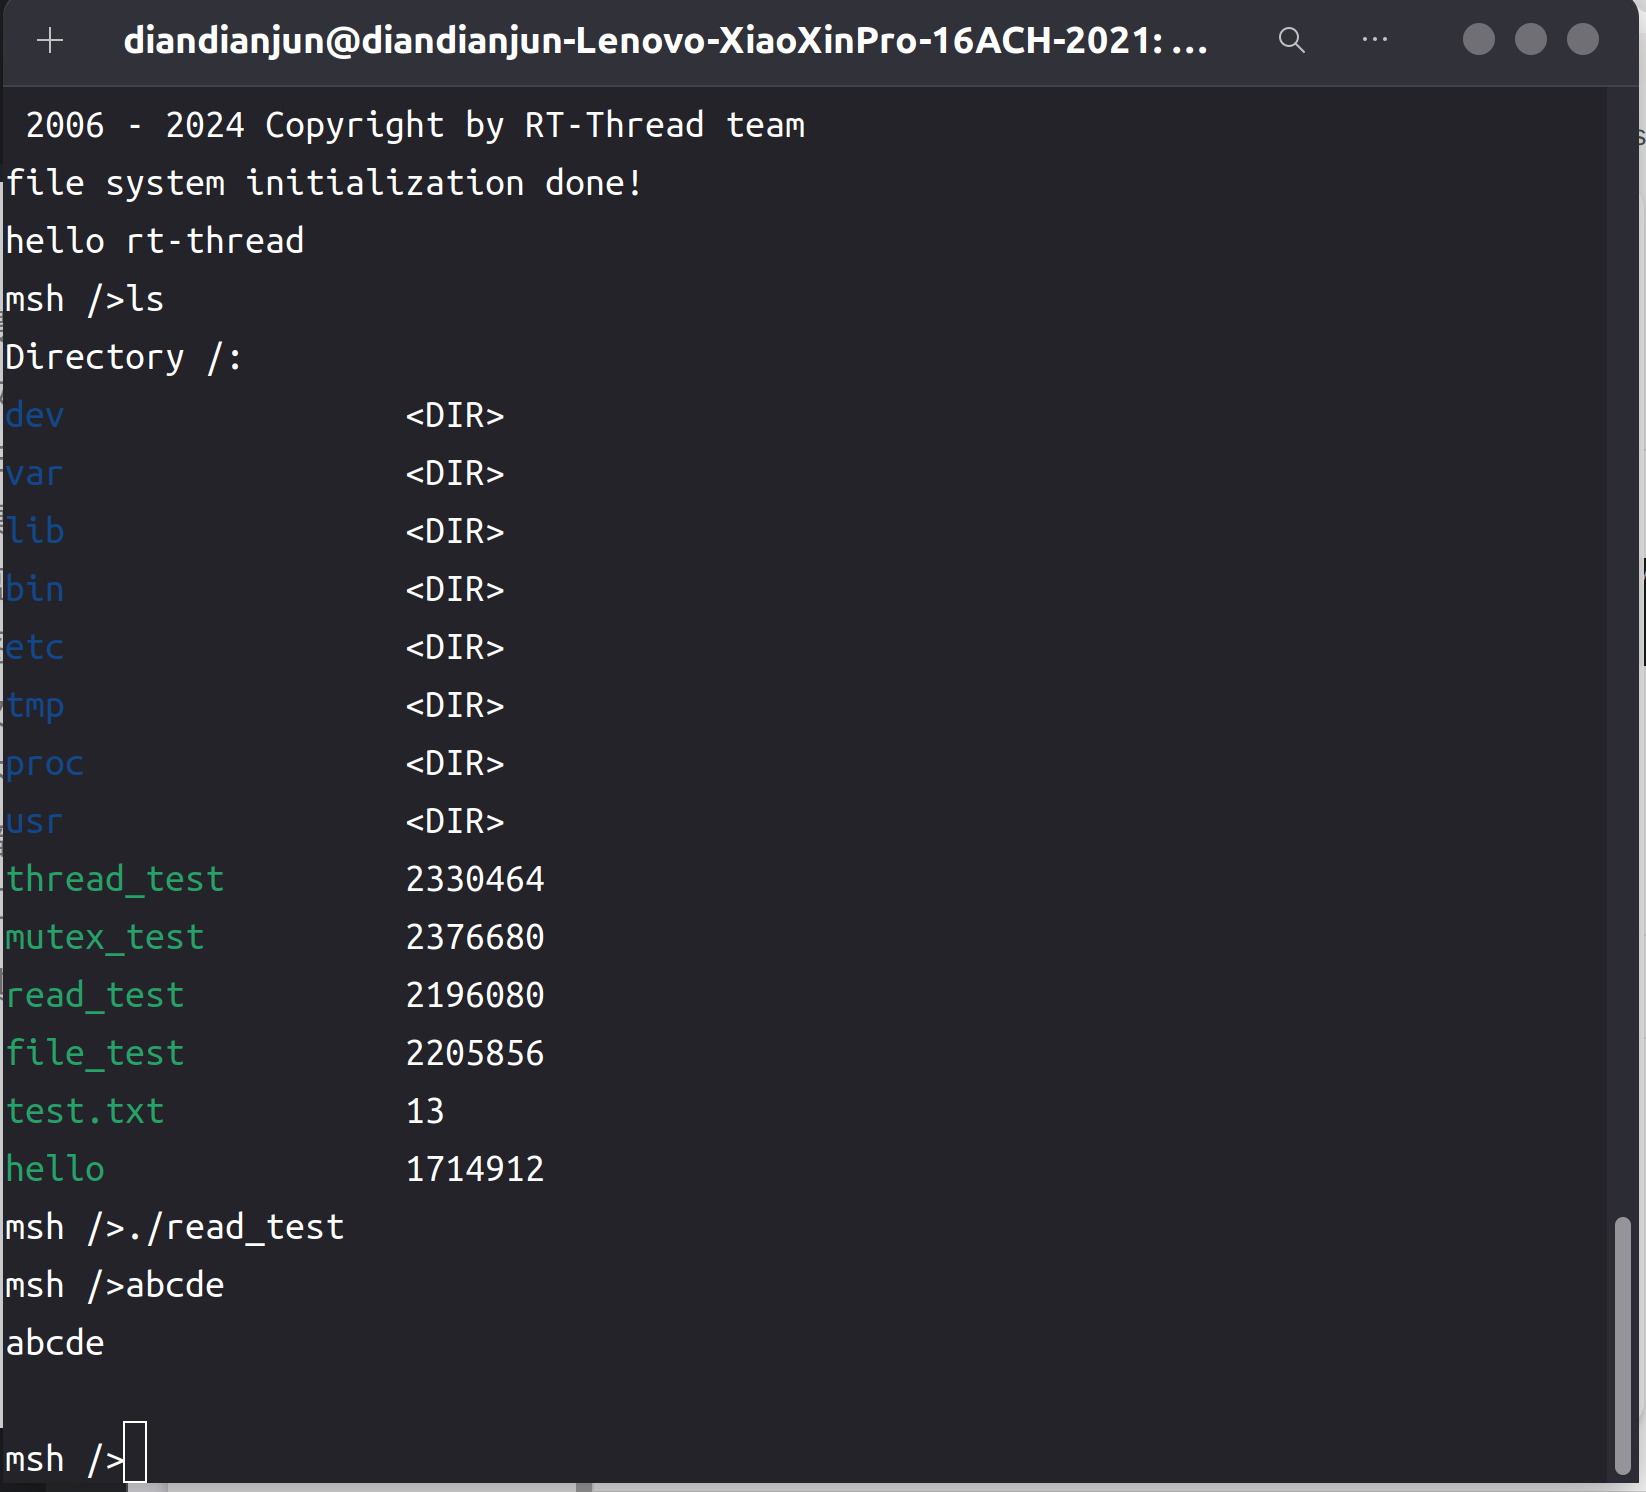 diandianjun@diandianjun-Lenovo-XiaoXinPro-16ACH-2021: ...
2006 - 2024 Copyright by RT-Thread team
file system initialization done!
hello rt-thread
msh />ls
Directory /:
dev <DIR>
var <DIR>
lib <DIR>
bin <DIR>
etc <DIR>
tmp <DIR>
proc <DIR>
usr <DIR>
thread_test 2330464
mutex_test 2376680
read_test 2196080
file_test 2205856
test.txt 13
hello 1714912
msh />./read_test
msh />abcde
abcde
msh />